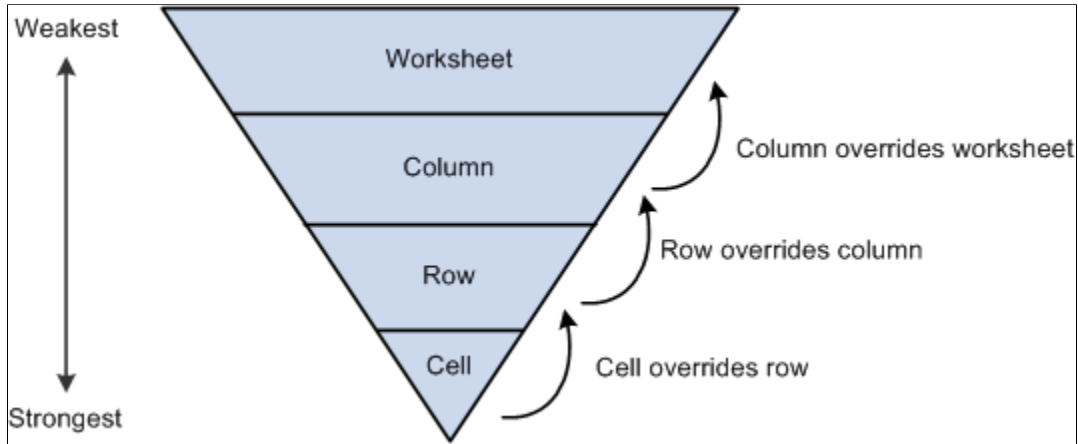 Weakest
Worksheet
Column overrides worksheet
Column
Row overrides column
Row
Cell
Cell overrides row
Strongest